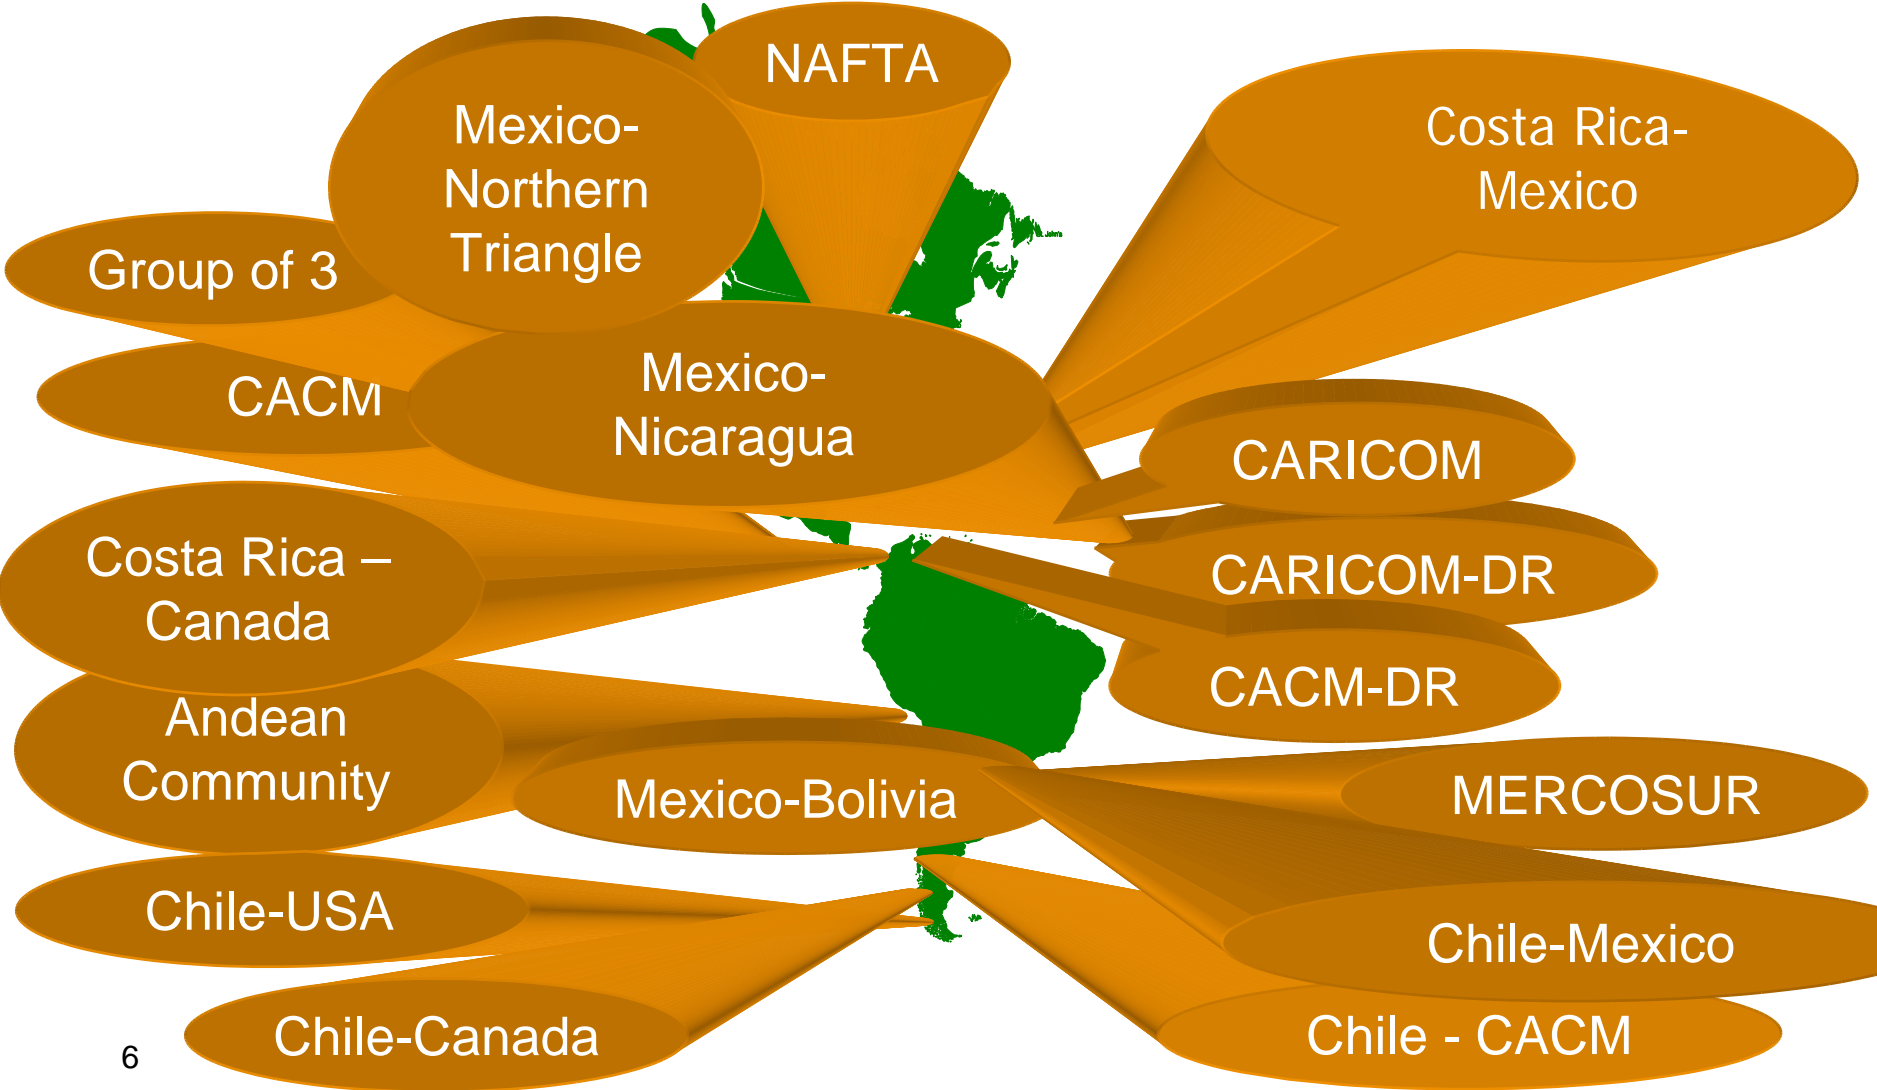 NAFTA
Mexico-
Northern
Triangle
Costa Rica-
Mexico
Group of 3
CACM
Mexico-
Nicaragua
CARICOM
Costa Rica –
Canada
CARICOM-DR
CACM-DR
Andean
Community
Mexico-Bolivia
MERCOSUR
Chile-USA
Chile-Mexico
Chile-Canada
Chile - CACM
6